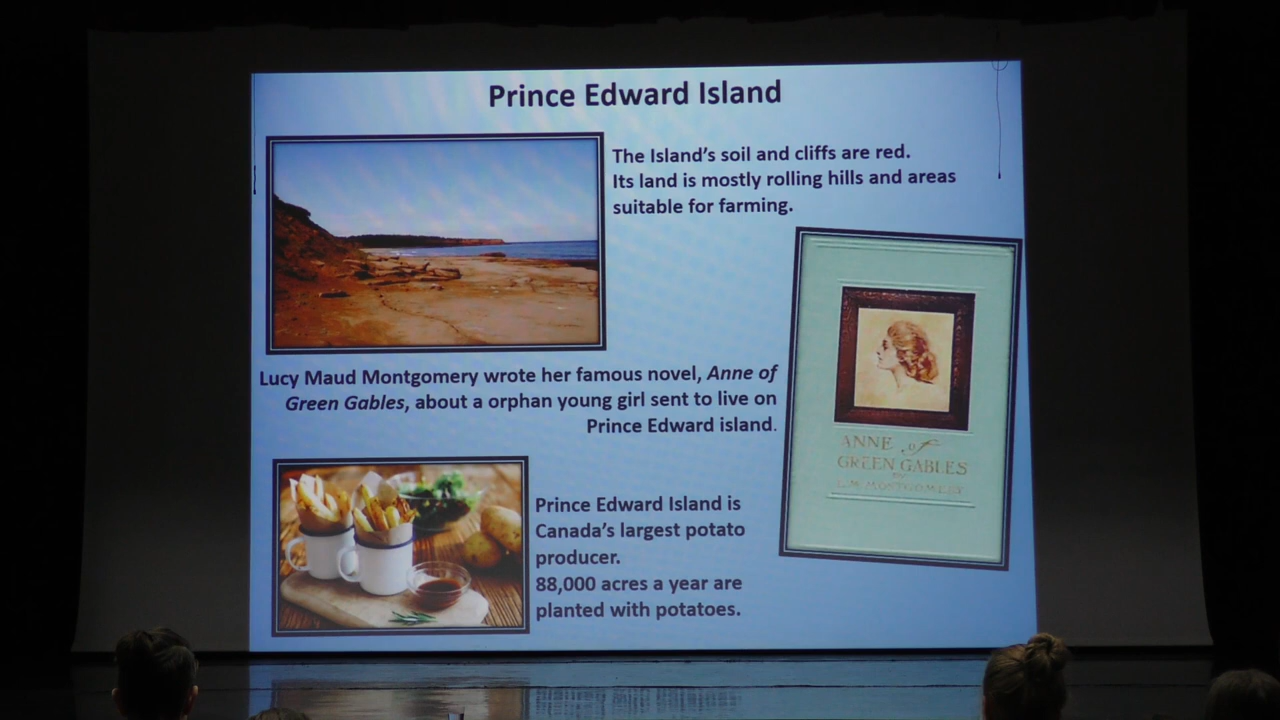 Prince Edward Island
The Island's soil and cliffs are red.
Its land is mostly rolling hills and areas
suitable for farming.
Lucy Maud Montgomery wrote her famous novel, Anne of
Green Gables, about a orphan young girl sent to live on
Prince Edward island.
ANNE of
GREEN GABLES
BY
L. M. MONTGOMERY
Prince Edward Island is
Canada's largest potato
producer.
88,000 acres a year are
planted with potatoes.